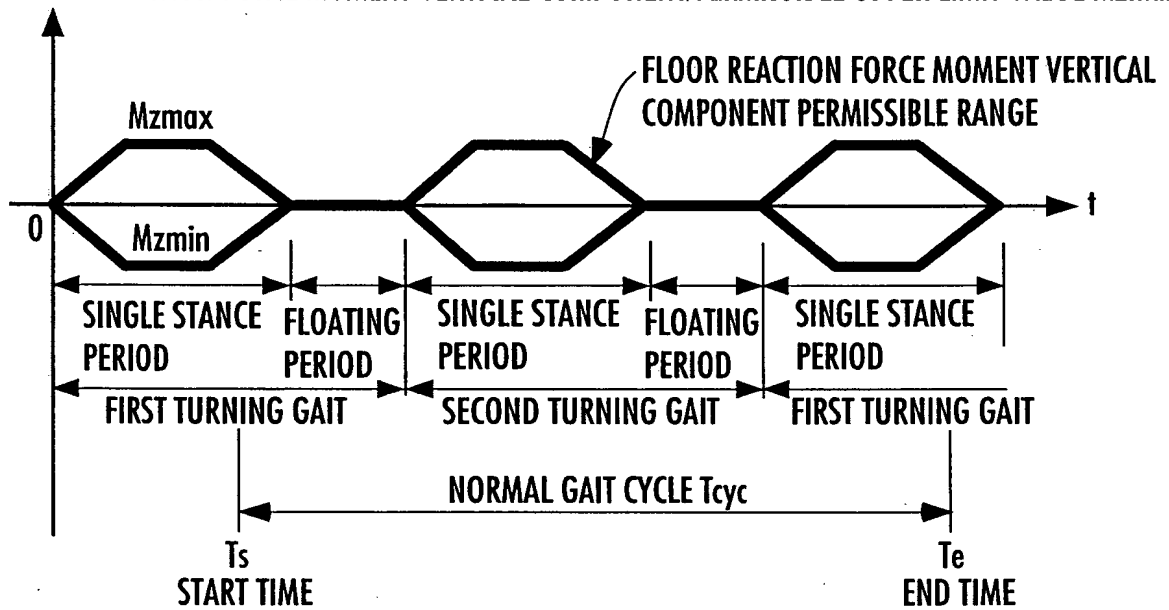 FLOOR REACTION FORCE MOMENT VERTICAL
COMPONENT PERMISSIBLE RANGE
Mzmax
0
t
Mzmin
SINGLE STANCE
PERIOD
FLOATING
PERIOD
SINGLE STANCE
PERIOD
FLOATING
PERIOD
SINGLE STANCE
PERIOD
FIRST TURNING GAIT
SECOND TURNING GAIT
FIRST TURNING GAIT
NORMAL GAIT CYCLE Tcyc
Ts
START TIME
Te
END TIME